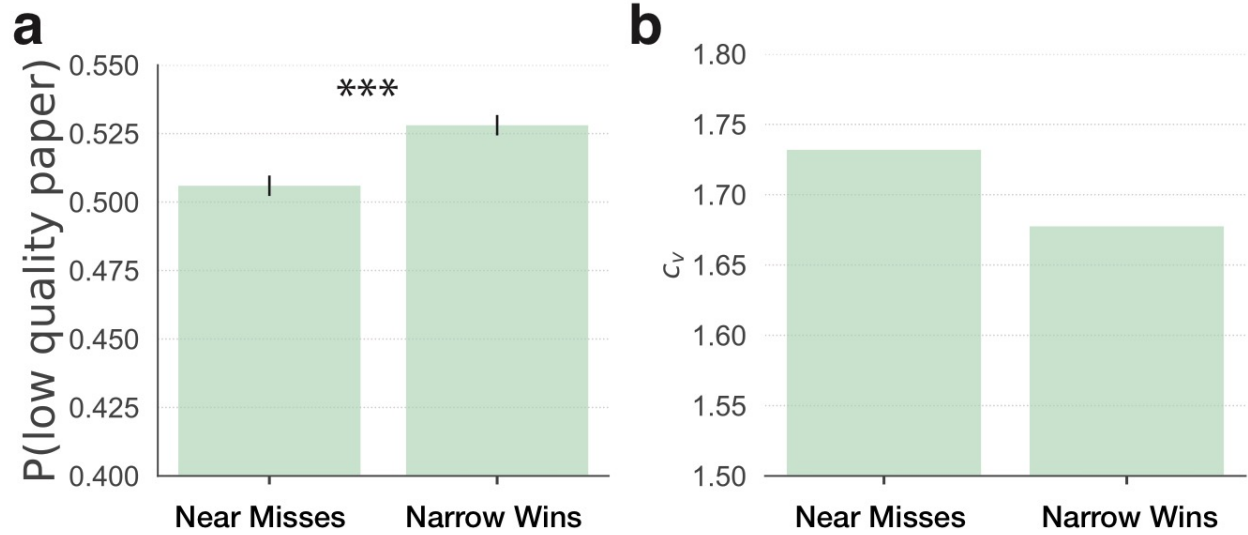 a
P(low quality paper)
0.550
0.525
0.500
0.475
0.450
0.425
0.400
***
Near Misses
Narrow Wins
b
c_v
1.80
1.75
1.70
1.65
1.60
1.55
1.50
Near Misses
Narrow Wins